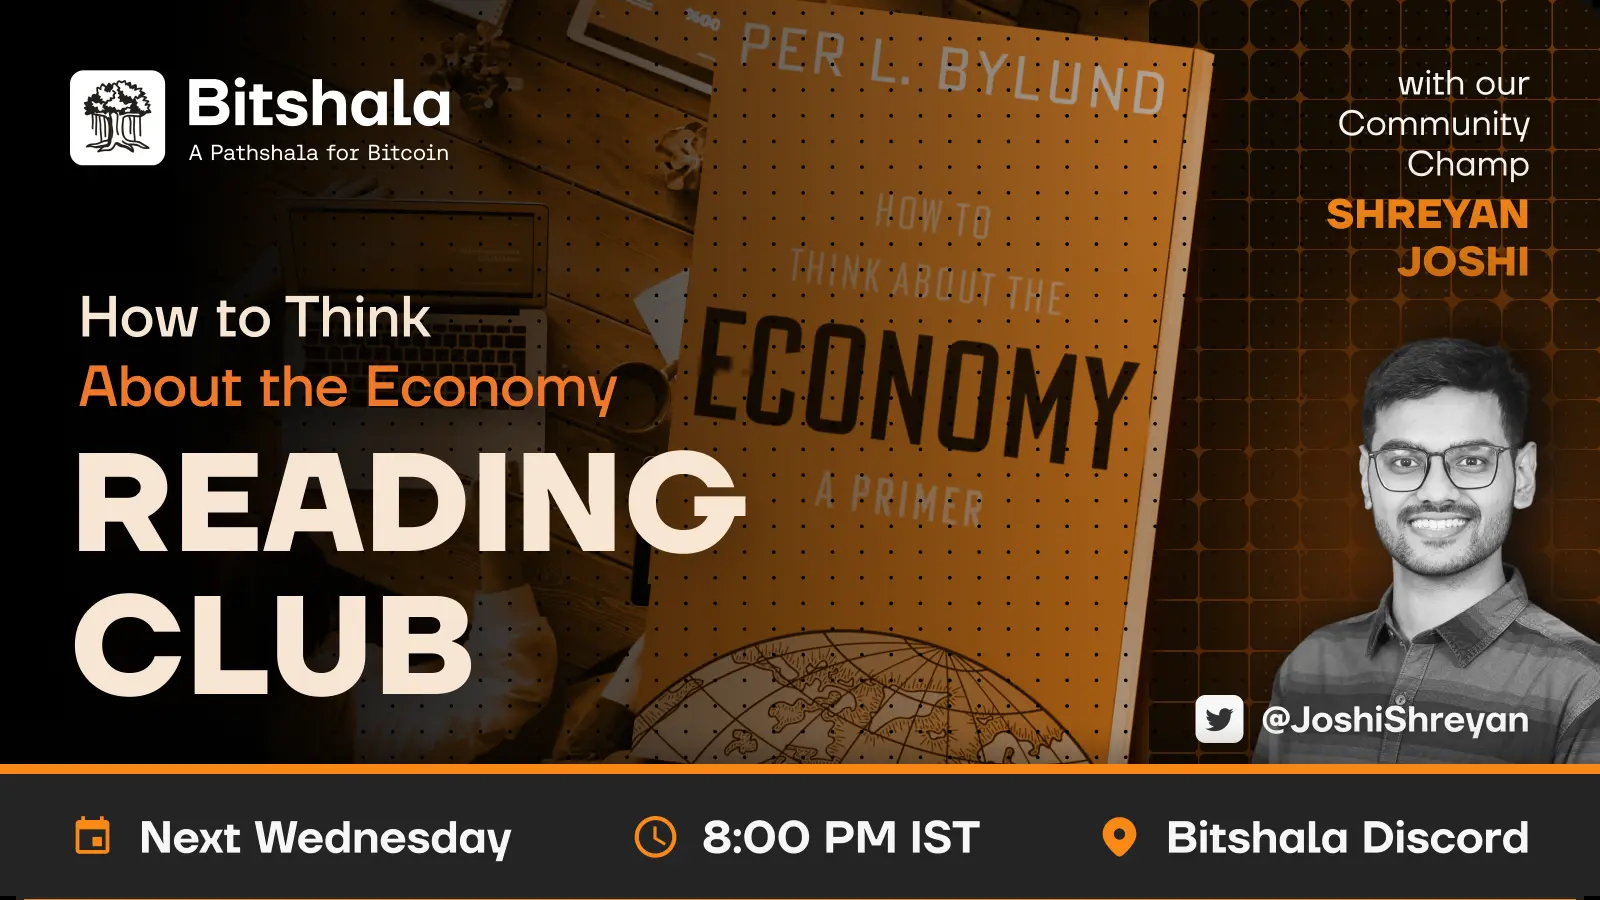 Bitshala
A Pathshala for Bitcoin
How to Think
About the Economy
READING
CLUB
PER L. BYLUND
HOW TO
THINK ABOUT THE
ECONOMY
A PRIMER
with our
Community
Champ
SHREYAN
JOSHI
@JoshiShreyan
Next Wednesday
8:00 PM IST
Bitshala Discord